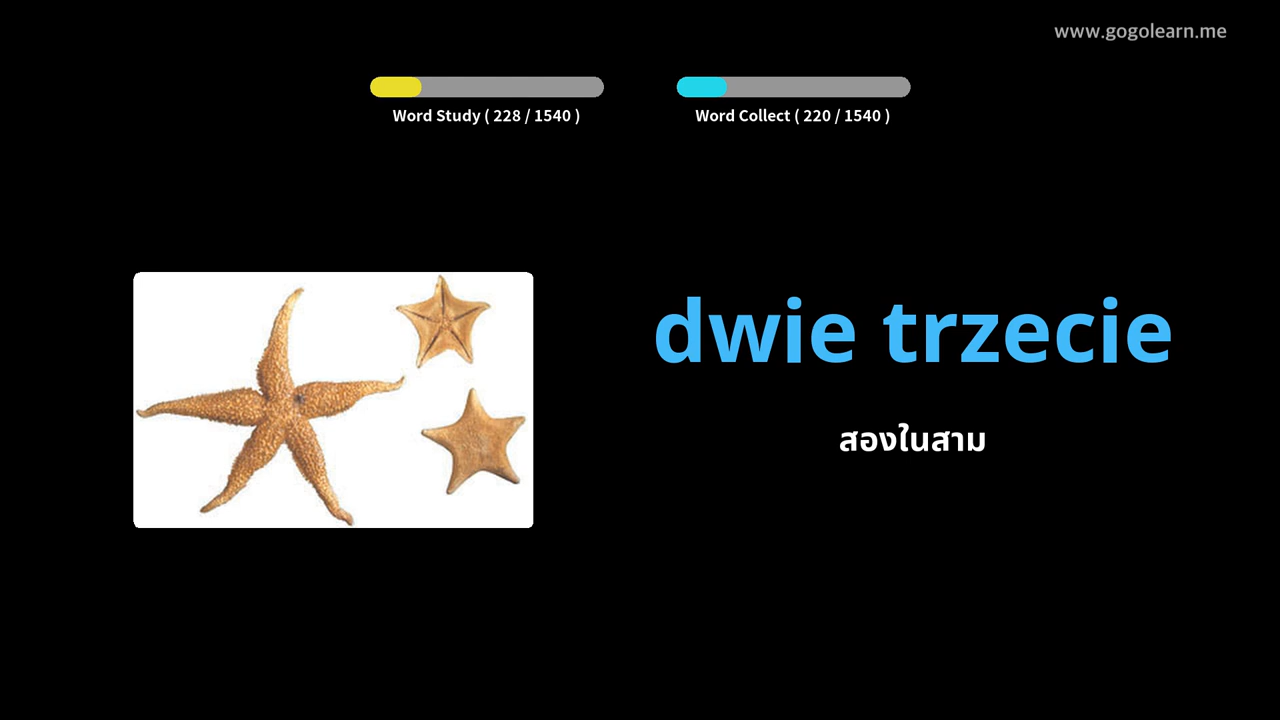 www.gogolearn.me
Word Study ( 228 / 1540 )
Word Collect ( 220 / 1540 )
dwie trzecie
สองในสาม